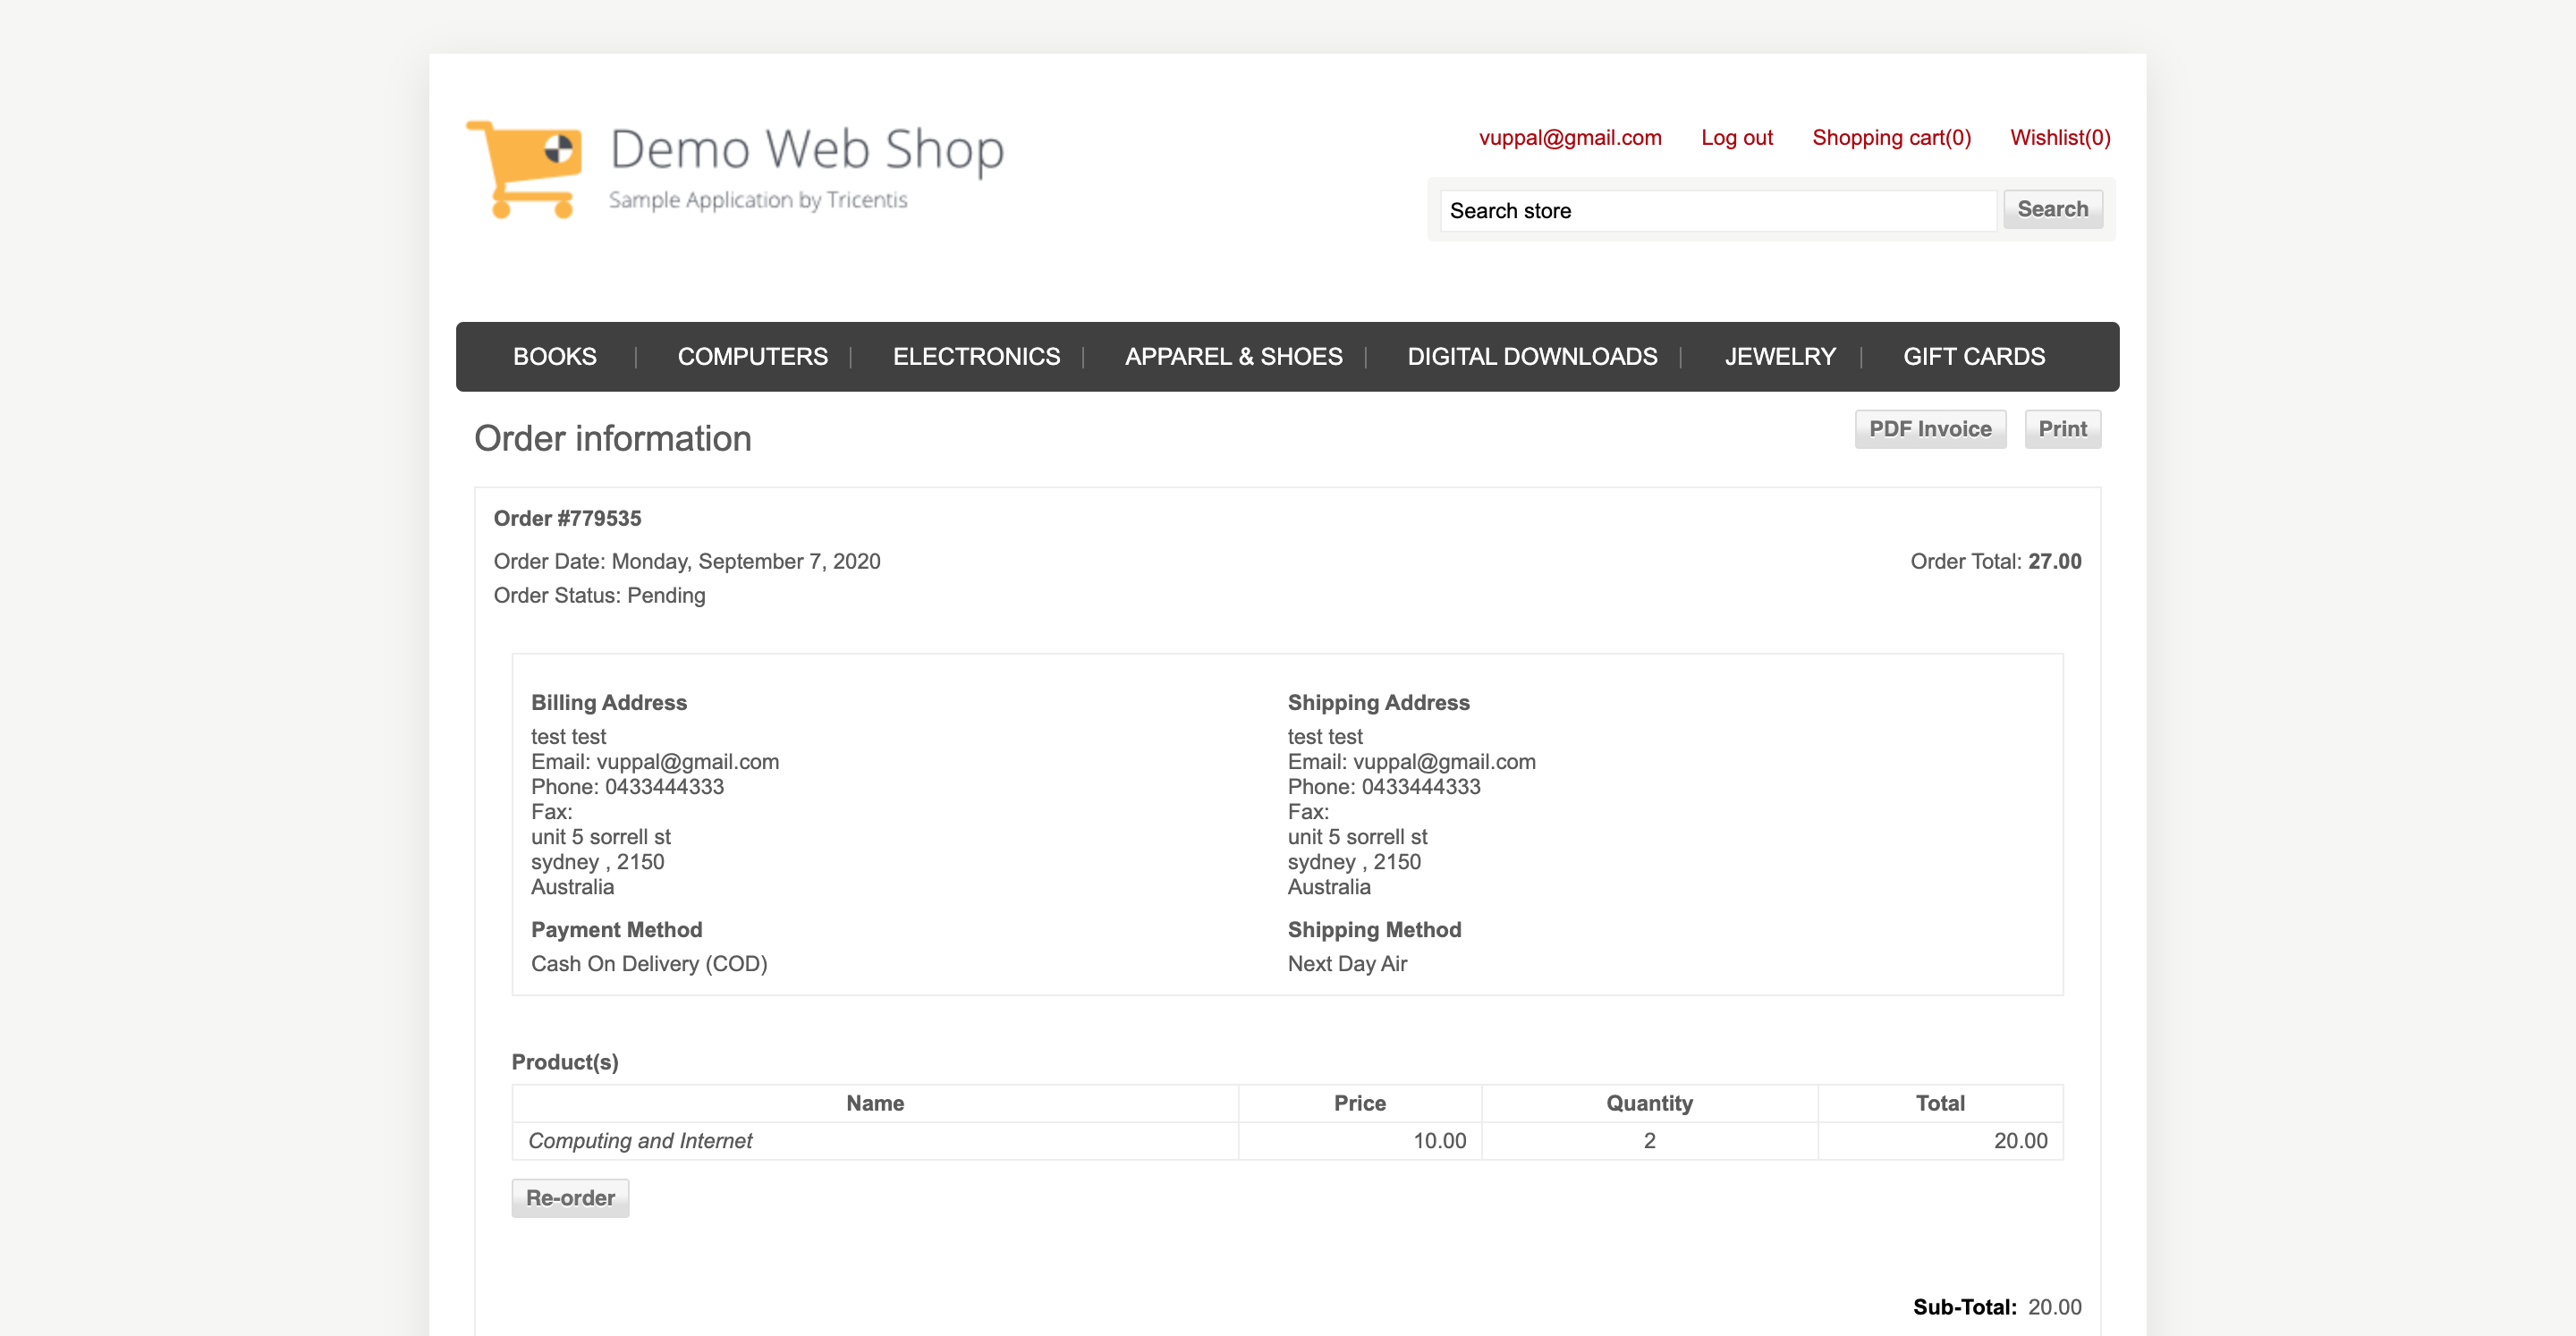 Demo Web Shop
Sample Application by Tricentis
vuppal@gmail.com Log out Shopping cart(0) Wishlist(0)
Search store Search
BOOKS | COMPUTERS | ELECTRONICS | APPAREL & SHOES | DIGITAL DOWNLOADS | JEWELRY | GIFT CARDS
Order information
PDF Invoice Print
Order #779535
Order Date: Monday, September 7, 2020
Order Total: 27.00
Order Status: Pending
Billing Address
test test
Email: vuppal@gmail.com
Phone: 0433444333
Fax:
unit 5 sorrell st
sydney , 2150
Australia
Payment Method
Cash On Delivery (COD)
Shipping Address
test test
Email: vuppal@gmail.com
Phone: 0433444333
Fax:
unit 5 sorrell st
sydney , 2150
Australia
Shipping Method
Next Day Air
Product(s)
Name Price Quantity Total
Computing and Internet 10.00 2 20.00
Re-order
Sub-Total: 20.00